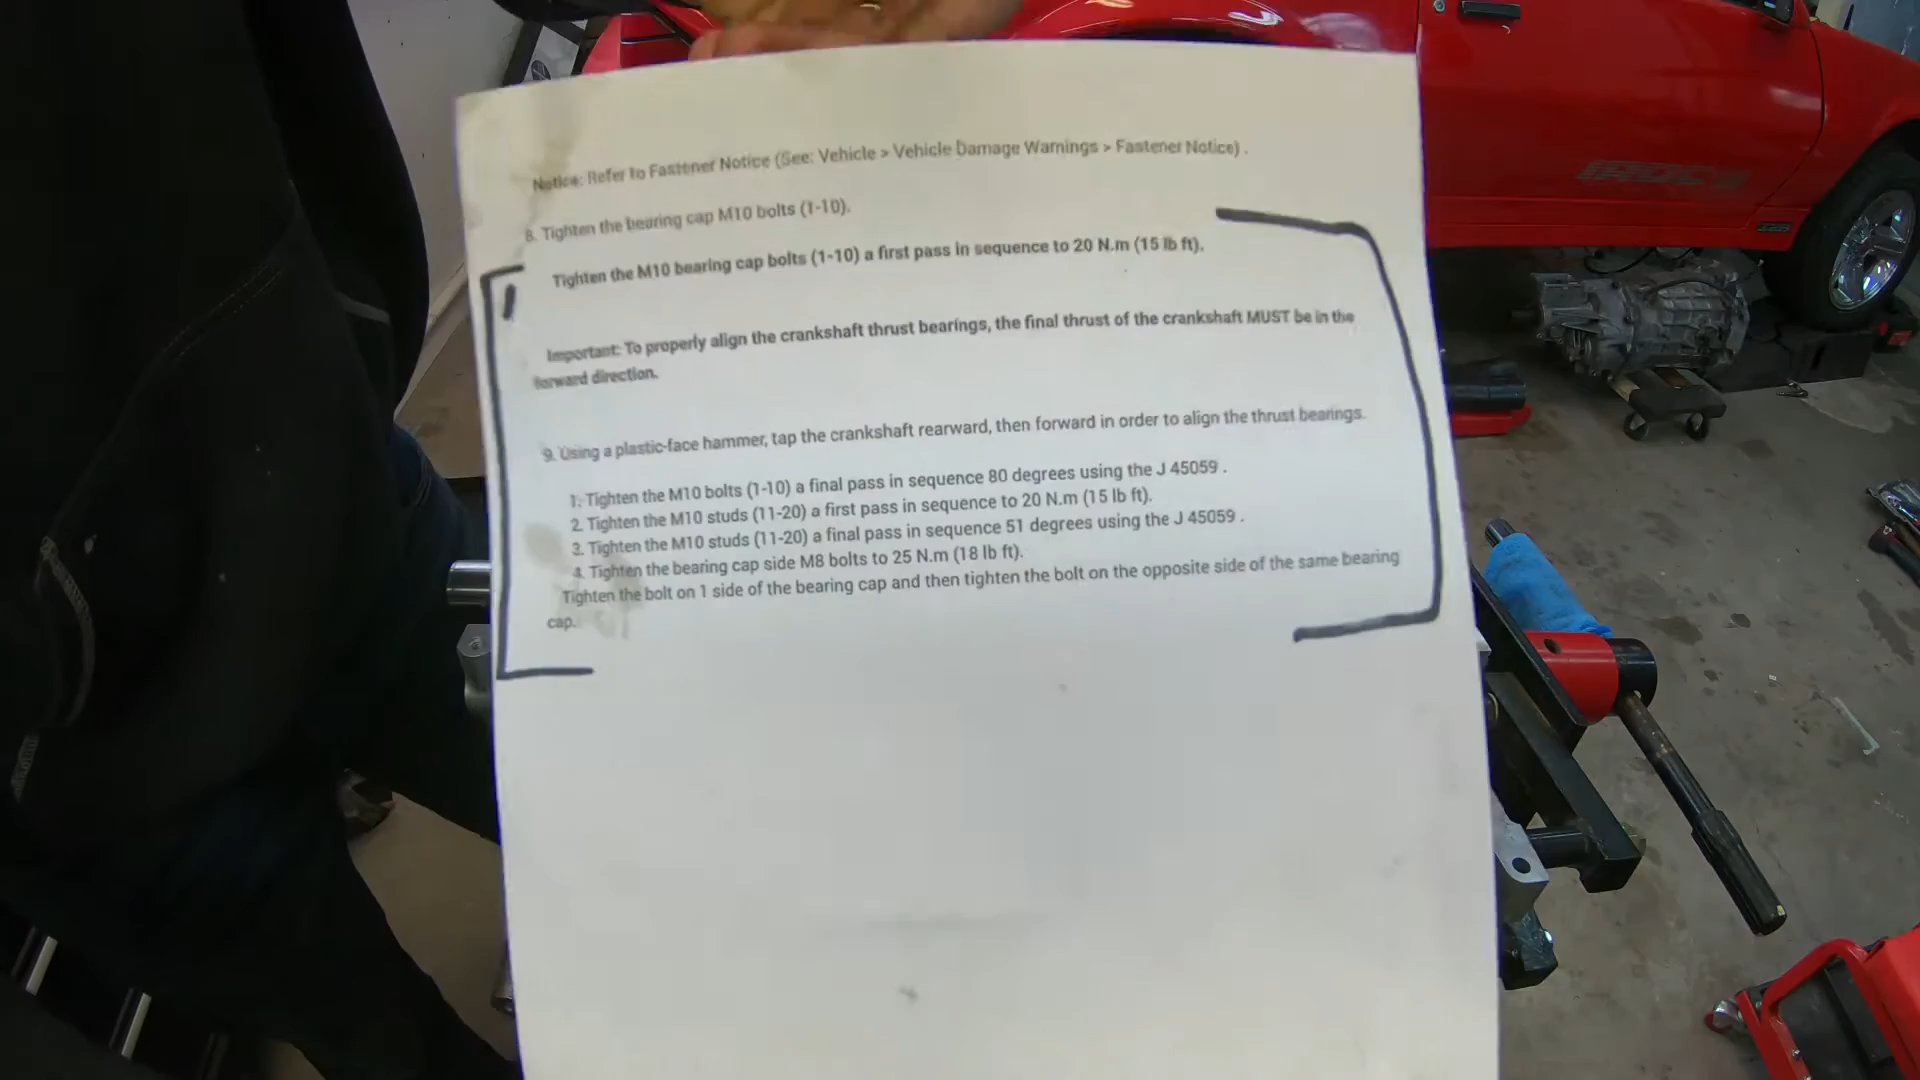 Notice: Refer to Fastener Notice (See: Vehicle > Vehicle Damage Warnings > Fastener Notice) .
8. Tighten the bearing cap M10 bolts (1-10).
Tighten the M10 bearing cap bolts (1-10) a first pass in sequence to 20 N.m (15 lb ft).
Important: To properly align the crankshaft thrust bearings, the final thrust of the crankshaft MUST be in the
forward direction.
9. Using a plastic-face hammer, tap the crankshaft rearward, then forward in order to align the thrust bearings.
1. Tighten the M10 bolts (1-10) a final pass in sequence 80 degrees using the J 45059 .
2. Tighten the M10 studs (11-20) a first pass in sequence to 20 N.m (15 lb ft).
3. Tighten the M10 studs (11-20) a final pass in sequence 51 degrees using the J 45059 .
4. Tighten the bearing cap side M8 bolts to 25 N.m (18 lb ft).
Tighten the bolt on 1 side of the bearing cap and then tighten the bolt on the opposite side of the same bearing
cap.
IROC-Z